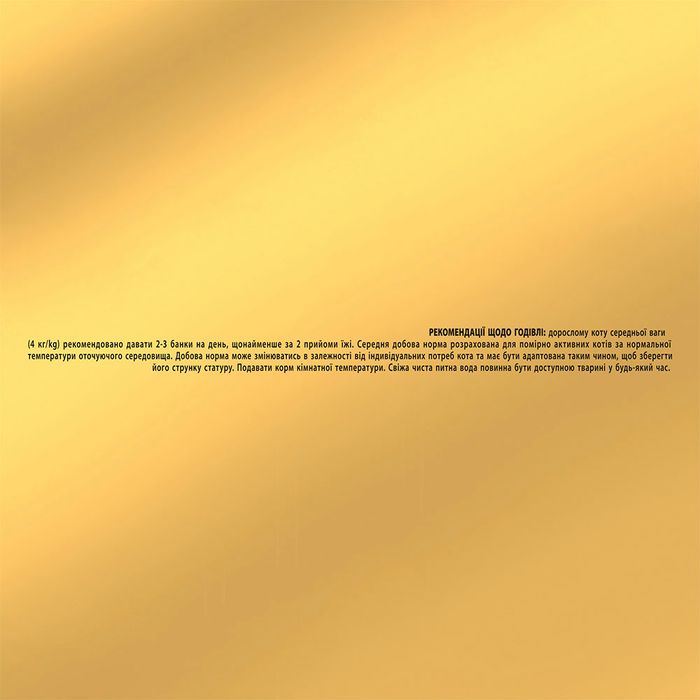 РЕКОМЕНДАЦІЇ ЩОДО ГОДІВЛІ: дорослому коту середньої ваги
(4 кг/kg) рекомендовано давати 2-3 банки на день, щонайменше за 2 прийоми їжі. Середня добова норма розрахована для помірно активних котів за нормальної
температури оточуючого середовища. Добова норма може змінюватись в залежності від індивідуальних потреб кота та має бути адаптована таким чином, щоб зберегти
його струнку статуру. Подавати корм кімнатної температури. Свіжа чиста питна вода повинна бути доступною тварині у будь-який час.